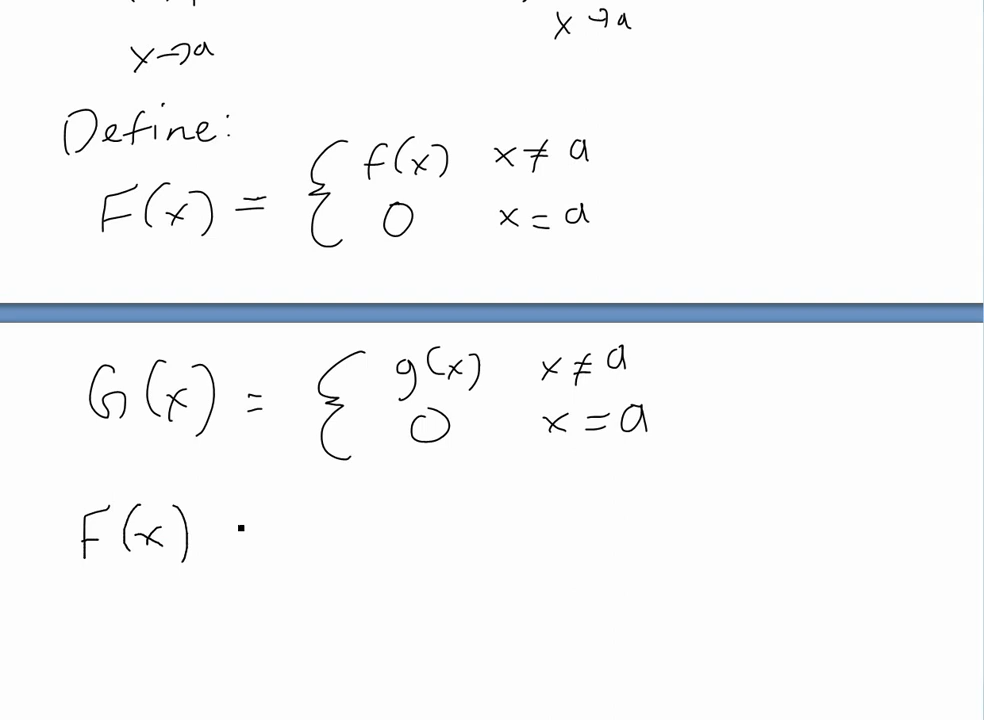 x→a x→a
Define:
F(x) = { f(x) x ≠ a
0 x = a
G(x) = { g(x) x ≠ a
0 x = a
F(x)